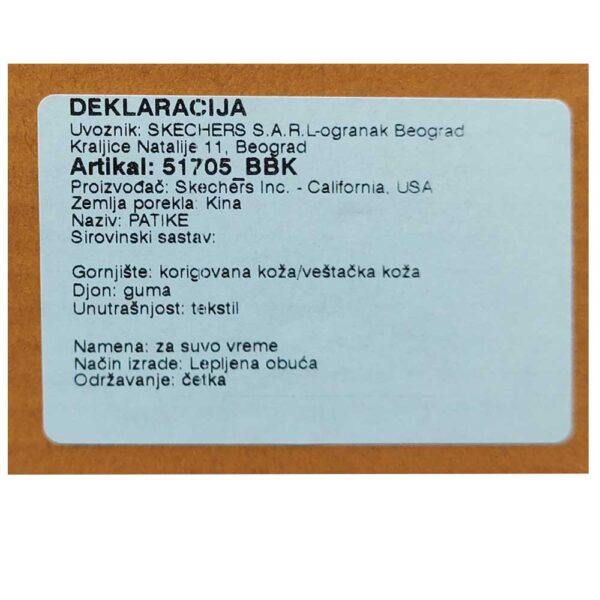 DEKLARACIJA
Uvoznik: SKECHERS S.A.R.L-ogranak Beograd
Kraljice Natalije 11, Beograd
Artikal: 51705_BBK
Proizvođač: Skechers Inc. - California, USA
Zemlja porekla: Kina
Naziv: PATIKE
Sirovinski sastav:
Gornjište: korigovana koža/veštačka koža
Djon: guma
Unutrašnjost: tekstil
Namena: za suvo vreme
Način izrade: Lepljena obuća
Održavanje: četka